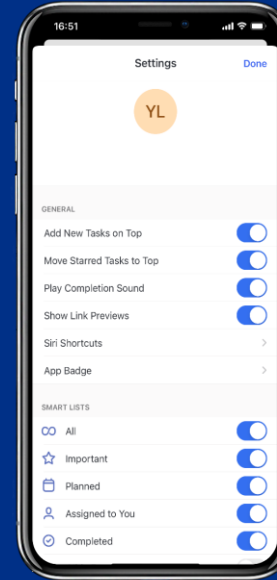 16:51
Settings Done
YL
GENERAL
Add New Tasks on Top
Move Starred Tasks to Top
Play Completion Sound
Show Link Previews
Siri Shortcuts
App Badge
SMART LISTS
All
Important
Planned
Assigned to You
Completed